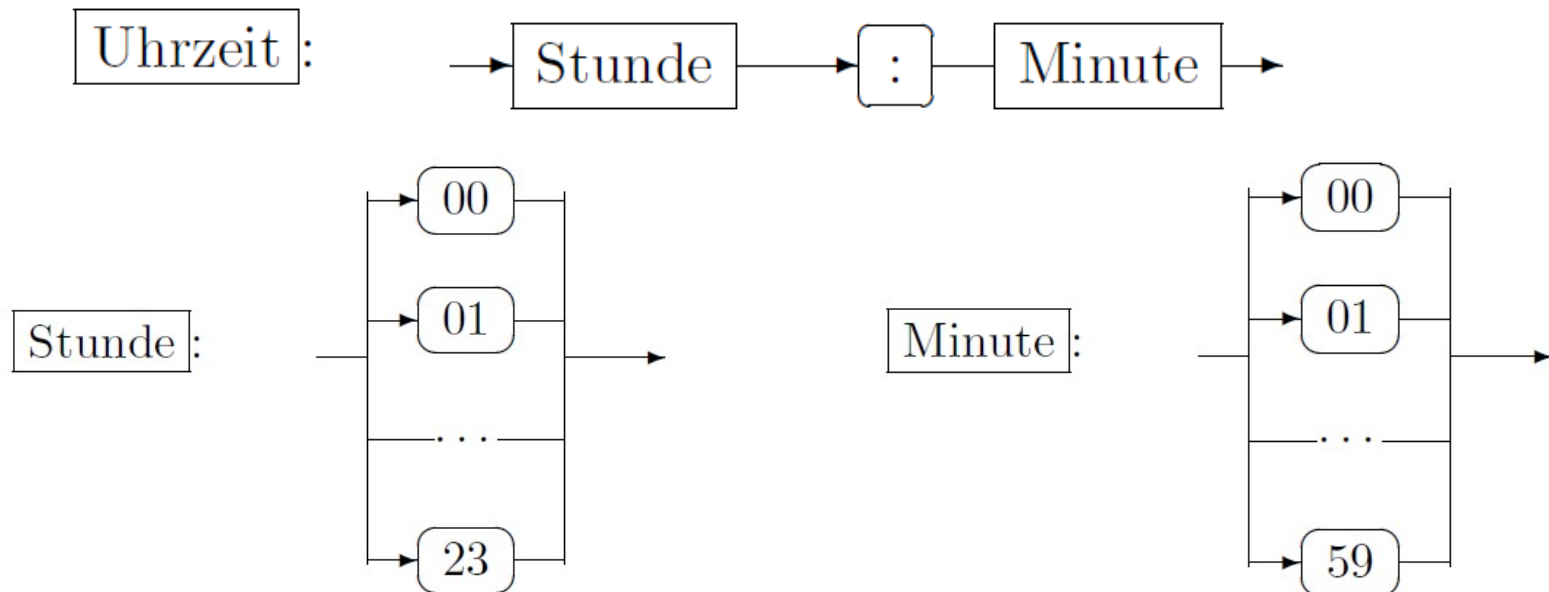 Uhrzeit: Stunde : Minute
Stunde:
00
01
...
23
Minute:
00
01
...
59